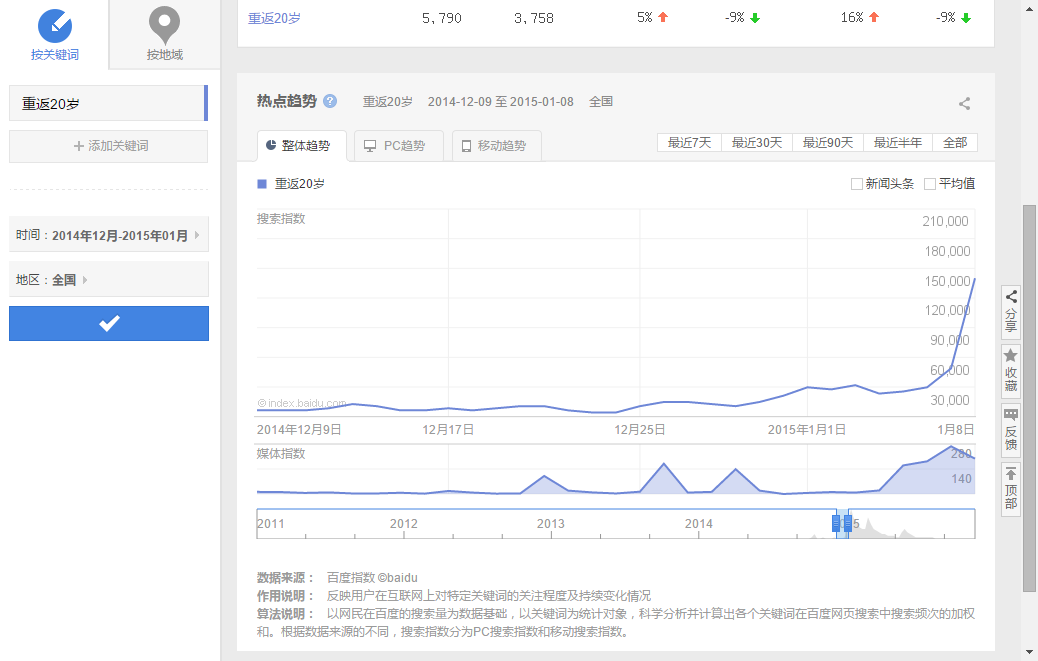 重返20岁 5,790 3,758 5% -9% 16% -9%
按关键词 按地域
重返20岁
+ 添加关键词
时间：2014年12月-2015年01月
地区：全国
热点趋势 ? 重返20岁 2014-12-09 至 2015-01-08 全国
整体趋势 PC趋势 移动趋势 最近7天 最近30天 最近90天 最近半年 全部
重返20岁 新闻头条 平均值
搜索指数
210,000
180,000
150,000
120,000
90,000
60,000
30,000
© index.baidu.com
2014年12月9日 12月17日 12月25日 2015年1月1日 1月8日
媒体指数
280
140
2011 2012 2013 2014
数据来源： 百度指数 ©baidu
作用说明： 反映用户在互联网上对特定关键词的关注程度及持续变化情况
算法说明： 以网民在百度的搜索量为数据基础，以关键词为统计对象，科学分析并计算出各个关键词在百度网页搜索中搜索频次的加权
和。根据数据来源的不同，搜索指数分为PC搜索指数和移动搜索指数。
分享
收藏
反馈
顶部